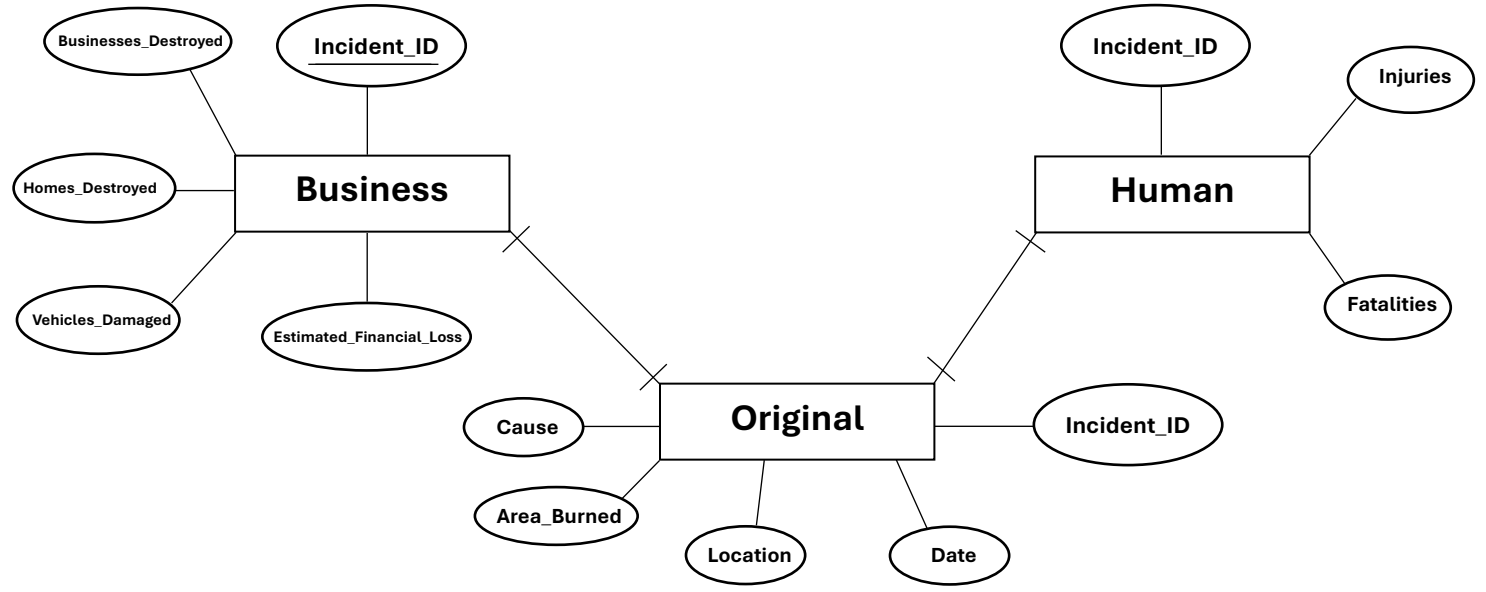 Businesses_Destroyed
Incident_ID
Incident_ID
Injuries
Homes_Destroyed
Business
Human
Vehicles_Damaged
Estimated_Financial_Loss
Fatalities
Cause
Original
Incident_ID
Area_Burned
Location
Date